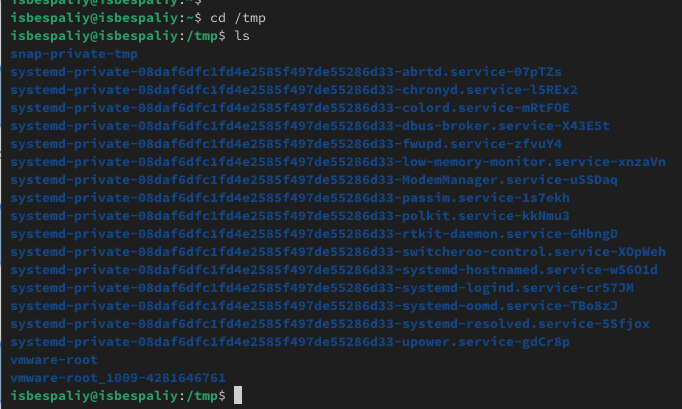 isbespaliy@isbespaliy:~$
isbespaliy@isbespaliy:~$ cd /tmp
isbespaliy@isbespaliy:/tmp$ ls
snap-private-tmp
systemd-private-08daf6dfc1fd4e2585f497de55286d33-abrtd.service-07pTZs
systemd-private-08daf6dfc1fd4e2585f497de55286d33-chronyd.service-l5REx2
systemd-private-08daf6dfc1fd4e2585f497de55286d33-colord.service-mRtFOE
systemd-private-08daf6dfc1fd4e2585f497de55286d33-dbus-broker.service-X43E5t
systemd-private-08daf6dfc1fd4e2585f497de55286d33-fwupd.service-zfvuY4
systemd-private-08daf6dfc1fd4e2585f497de55286d33-low-memory-monitor.service-xnzaVn
systemd-private-08daf6dfc1fd4e2585f497de55286d33-ModemManager.service-uSSDaq
systemd-private-08daf6dfc1fd4e2585f497de55286d33-passim.service-1s7ekh
systemd-private-08daf6dfc1fd4e2585f497de55286d33-polkit.service-kkNmu3
systemd-private-08daf6dfc1fd4e2585f497de55286d33-rtkit-daemon.service-GHbngD
systemd-private-08daf6dfc1fd4e2585f497de55286d33-switcheroo-control.service-XOpWeh
systemd-private-08daf6dfc1fd4e2585f497de55286d33-systemd-hostnamed.service-wS6O1d
systemd-private-08daf6dfc1fd4e2585f497de55286d33-systemd-logind.service-cr57JM
systemd-private-08daf6dfc1fd4e2585f497de55286d33-systemd-oomd.service-TBo8zJ
systemd-private-08daf6dfc1fd4e2585f497de55286d33-systemd-resolved.service-5Sfjox
systemd-private-08daf6dfc1fd4e2585f497de55286d33-upower.service-gdCr8p
vmware-root
vmware-root_1009-4281646761
isbespaliy@isbespaliy:/tmp$